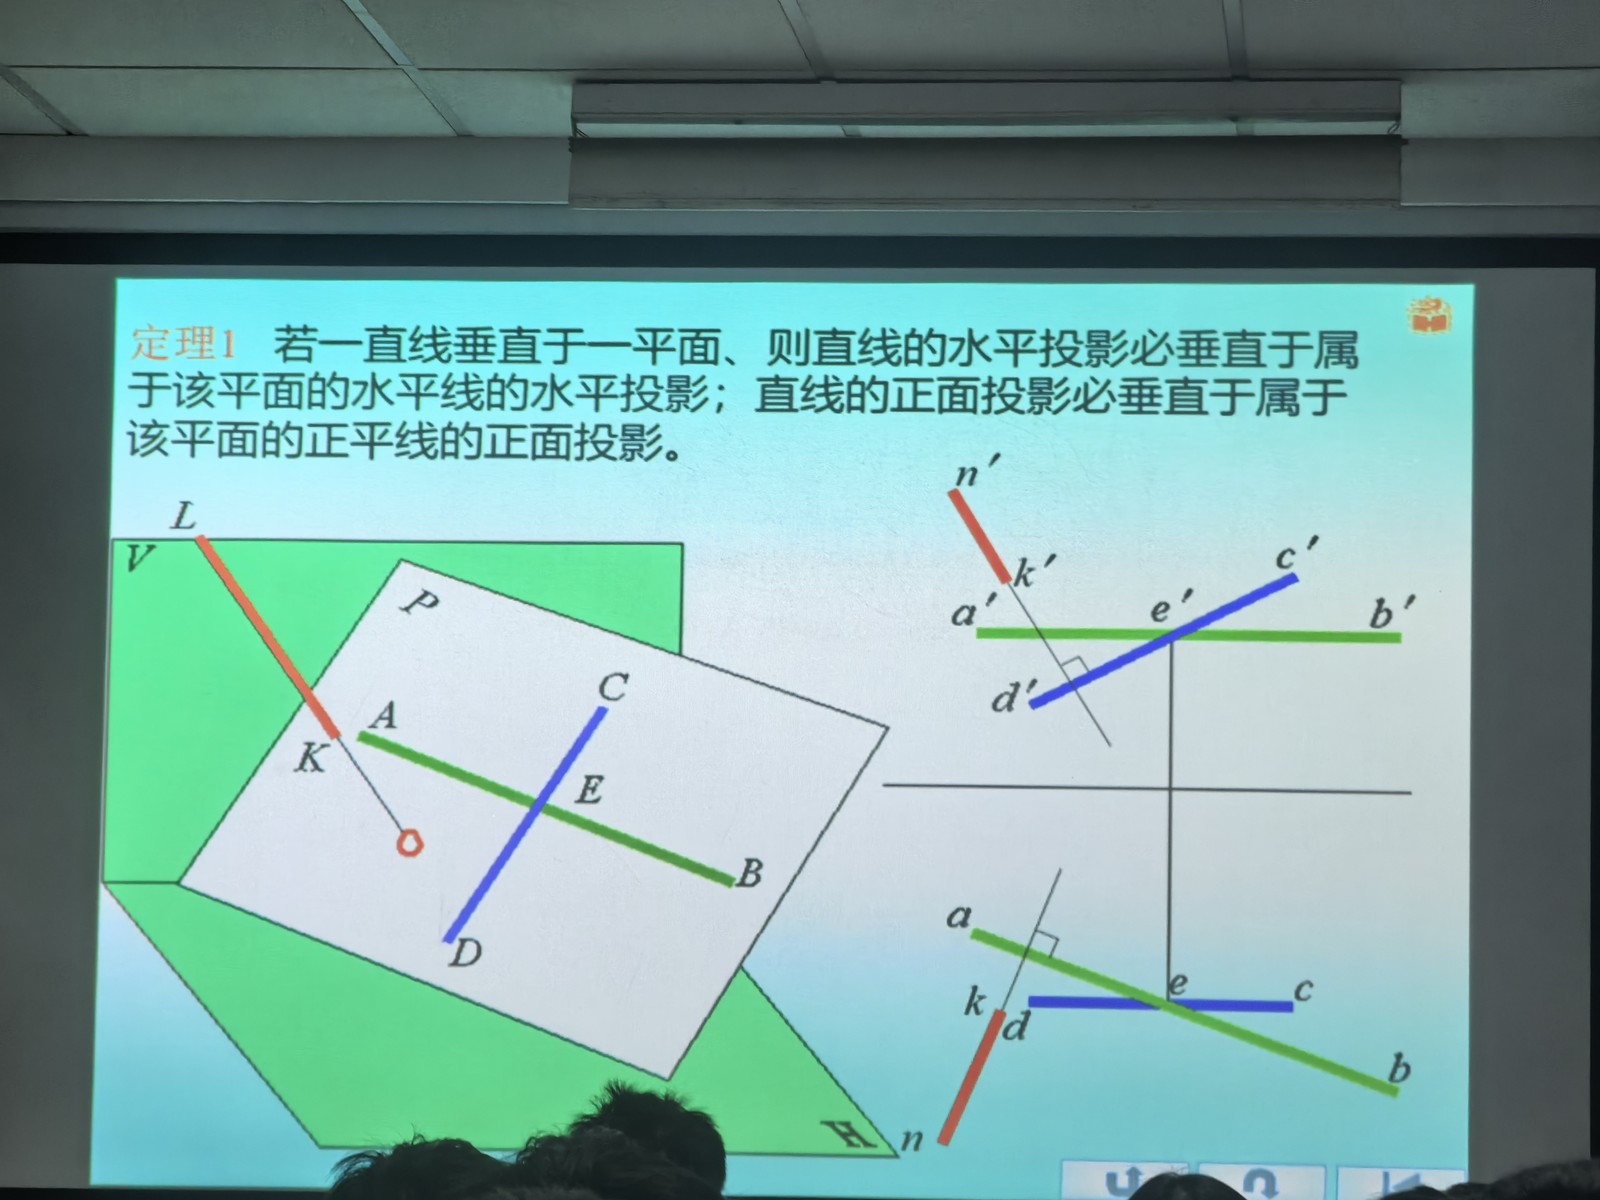 定理1 若一直线垂直于一平面、则直线的水平投影必垂直于属
于该平面的水平线的水平投影；直线的正面投影必垂直于属于
该平面的正平线的正面投影。
L
V
P
C
A
K
E
B
D
H
n′
k′
c′
a′
e′
b′
d′
a
e
c
k
d
b
n